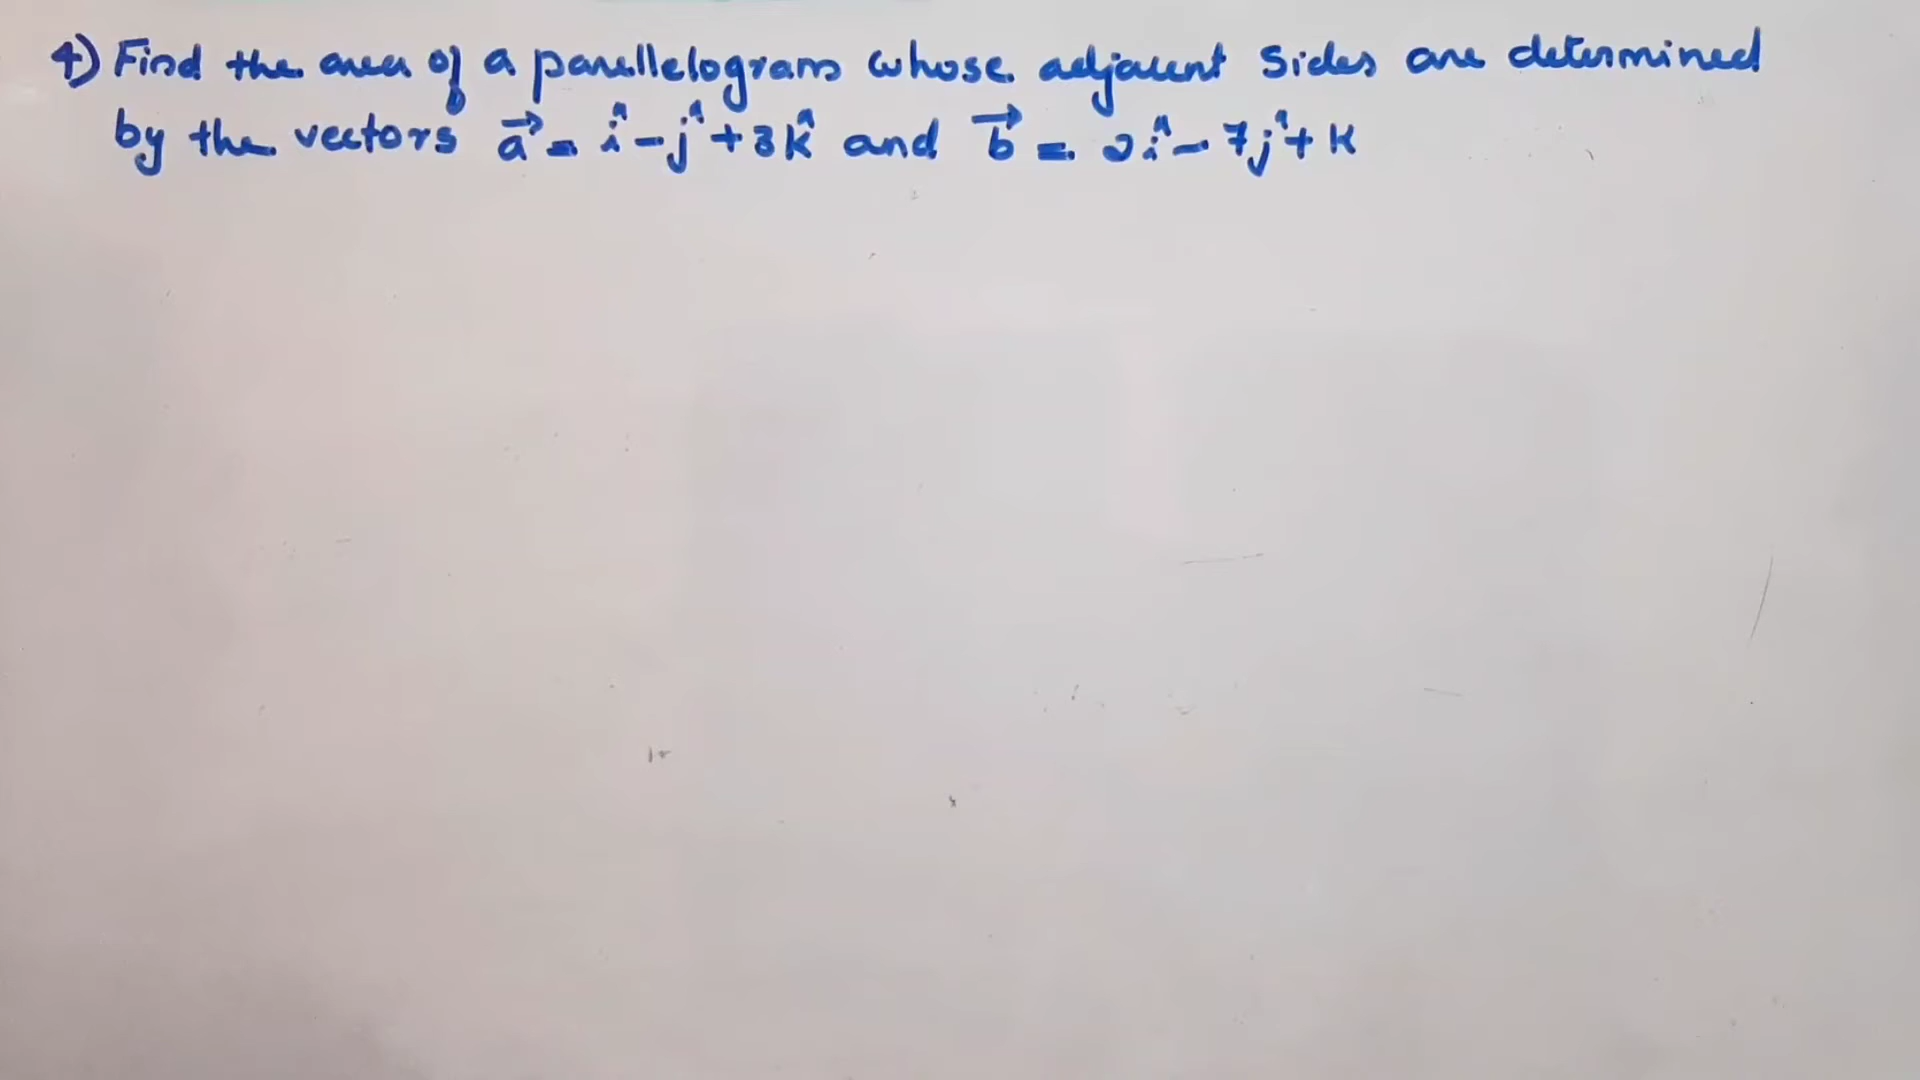 4) Find the area of a parallelogram whose adjacent sides are determined
by the vectors a⃗ = î - ĵ + 3k̂ and b⃗ = 2î - 7ĵ + k